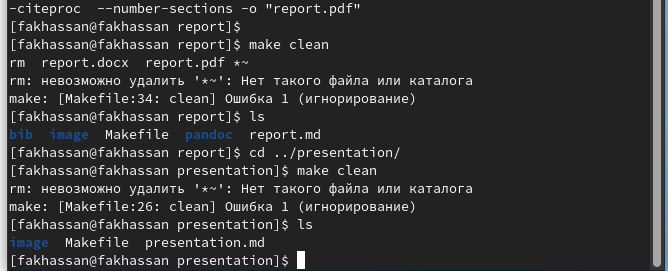 -citeproc  --number-sections -o "report.pdf"
[fakhassan@fakhassan report]$
[fakhassan@fakhassan report]$ make clean
rm  report.docx  report.pdf *~
rm: невозможно удалить '*~': Нет такого файла или каталога
make: [Makefile:34: clean] Ошибка 1 (игнорирование)
[fakhassan@fakhassan report]$ ls
bib  image  Makefile  pandoc  report.md
[fakhassan@fakhassan report]$ cd ../presentation/
[fakhassan@fakhassan presentation]$ make clean
rm: невозможно удалить '*~': Нет такого файла или каталога
make: [Makefile:26: clean] Ошибка 1 (игнорирование)
[fakhassan@fakhassan presentation]$ ls
image  Makefile  presentation.md
[fakhassan@fakhassan presentation]$